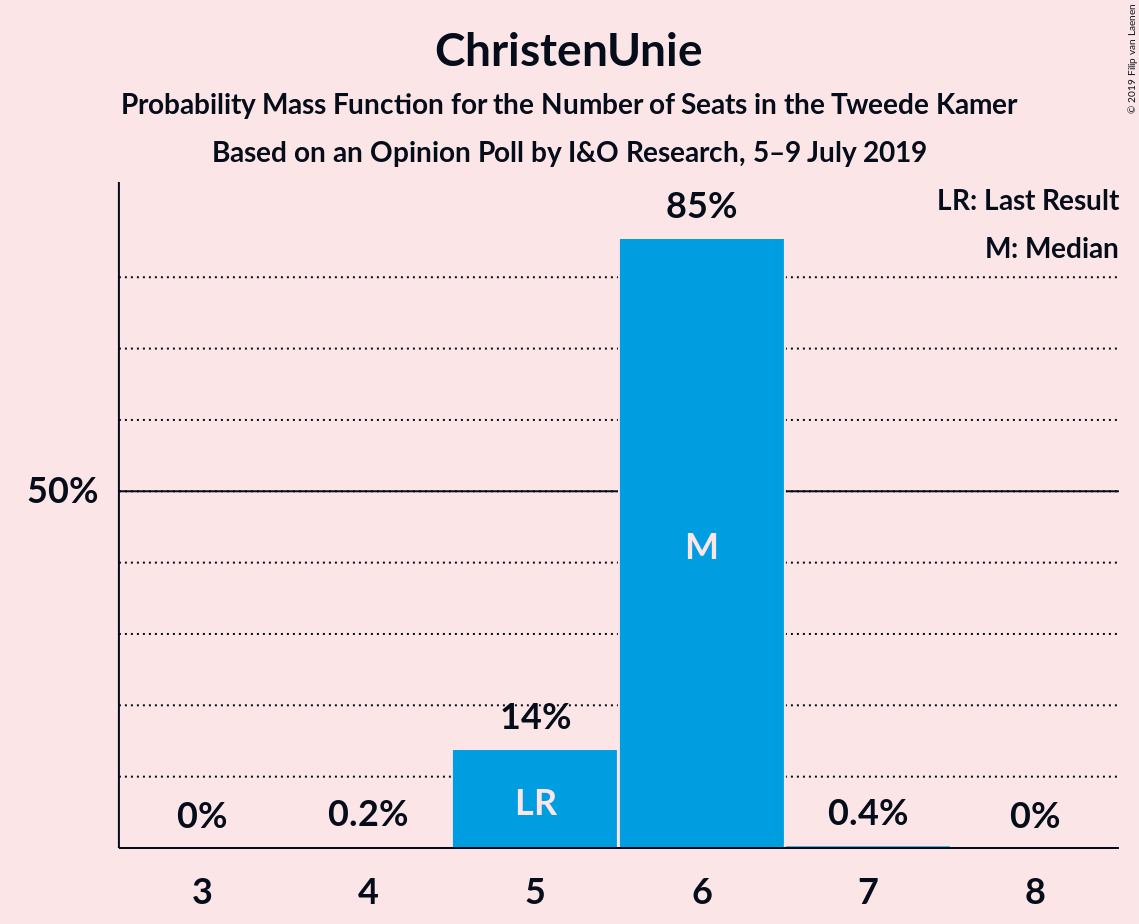 ChristenUnie
Probability Mass Function for the Number of Seats in the Tweede Kamer
Based on an Opinion Poll by I&O Research, 5–9 July 2019
© 2019 Filip van Laenen
LR: Last Result
M: Median
85%
50%
M
14%
LR
0%
0.2%
0.4%
0%
3 4 5 6 7 8